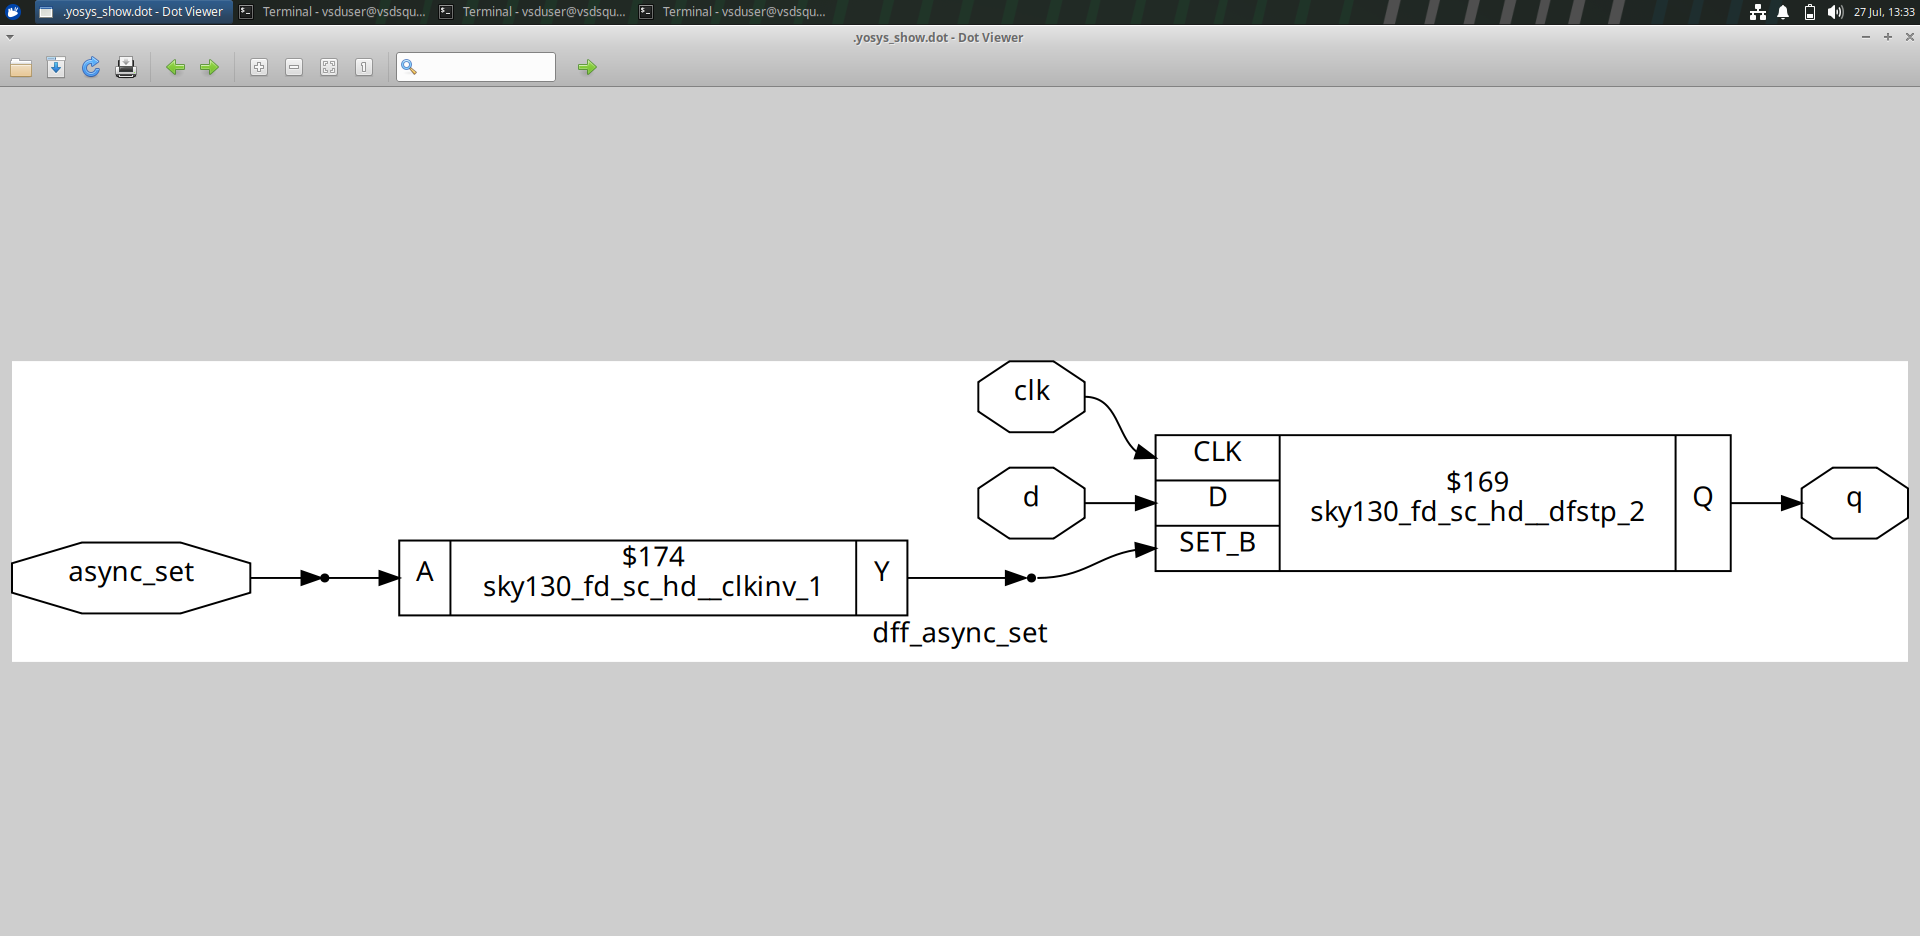 .yosys_show.dot - Dot Viewer
Terminal - vsduser@vsdsqu...
Terminal - vsduser@vsdsqu...
Terminal - vsduser@vsdsqu...
27 Jul, 13:33
.yosys_show.dot - Dot Viewer
clk
CLK
d
D
$169
sky130_fd_sc_hd__dfstp_2
Q
q
SET_B
async_set
A
$174
sky130_fd_sc_hd__clkinv_1
Y
dff_async_set